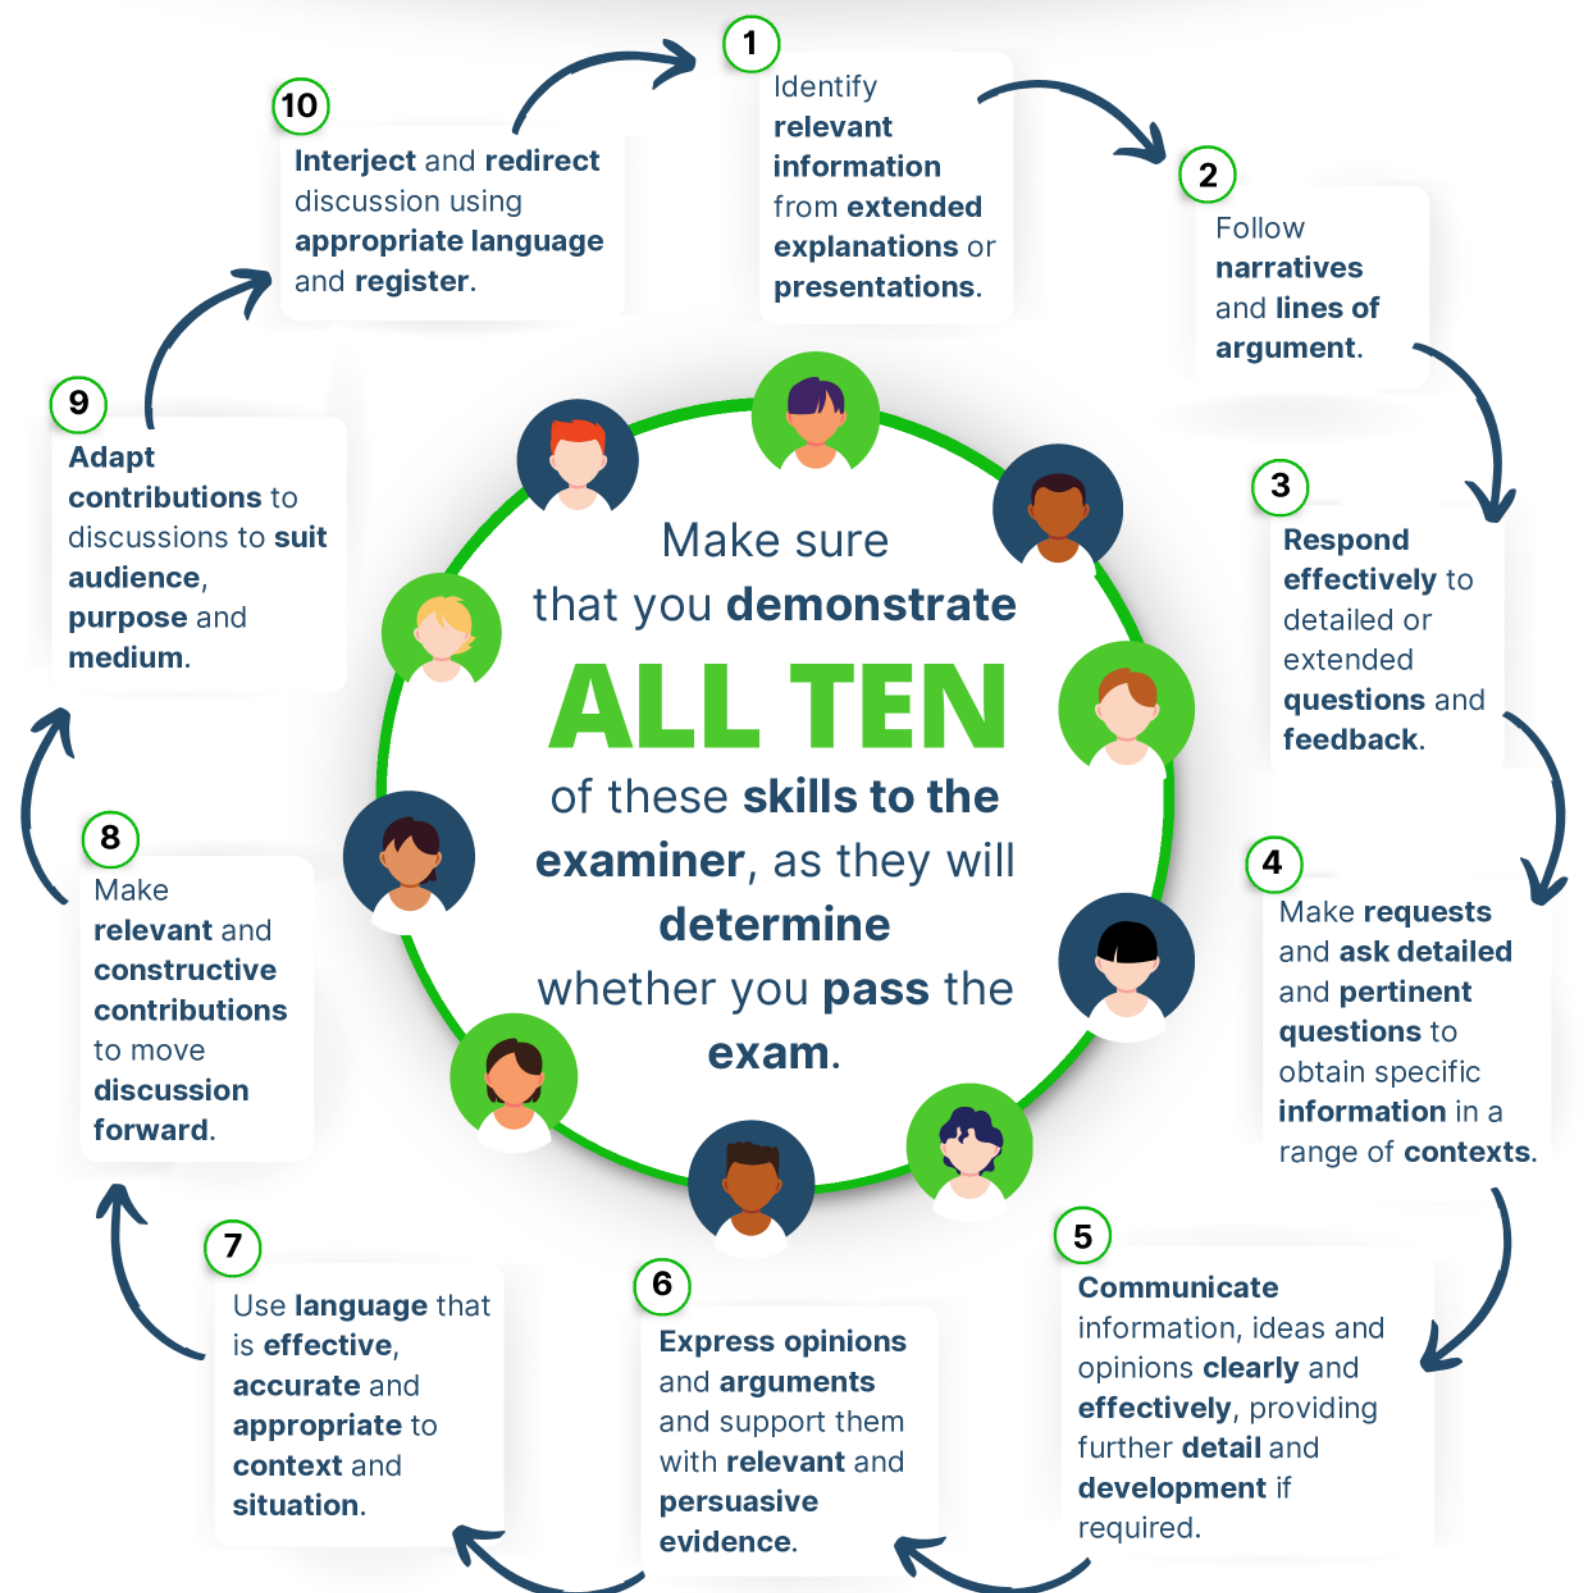 1
Identify
relevant
information
from extended
explanations or
presentations.
2
Follow
narratives
and lines of
argument.
3
Respond
effectively to
detailed or
extended
questions and
feedback.
4
Make requests
and ask detailed
and pertinent
questions to
obtain specific
information in a
range of contexts.
5
Communicate
information, ideas and
opinions clearly and
effectively, providing
further detail and
development if
required.
6
Express opinions
and arguments
and support them
with relevant and
persuasive
evidence.
7
Use language that
is effective,
accurate and
appropriate to
context and
situation.
8
Make
relevant and
constructive
contributions
to move
discussion
forward.
9
Adapt
contributions to
discussions to suit
audience,
purpose and
medium.
10
Interject and redirect
discussion using
appropriate language
and register.
Make sure
that you demonstrate
ALL TEN
of these skills to the
examiner, as they will
determine
whether you pass the
exam.